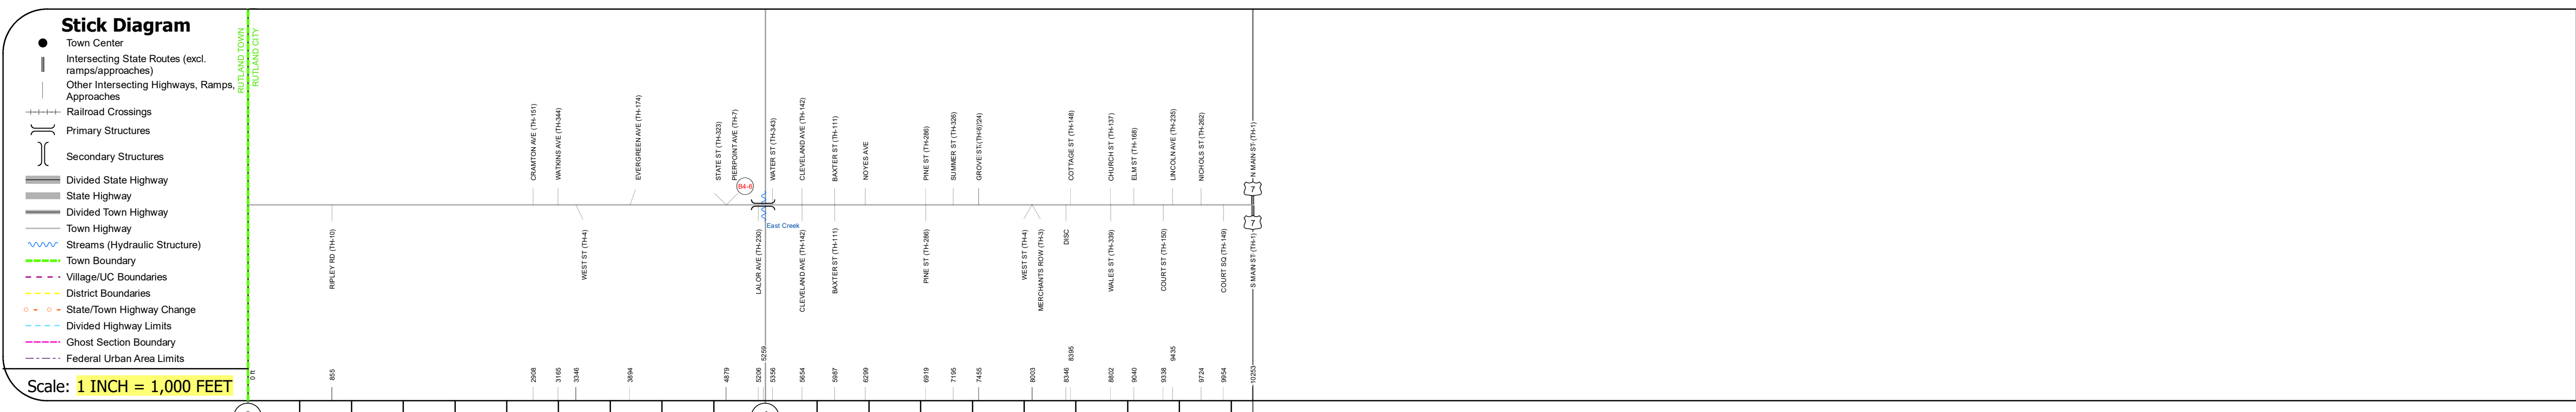 Stick Diagram
Town Center
Intersecting State Routes (excl.
ramps/approaches)
Other Intersecting Highways, Ramps,
Approaches
Railroad Crossings
Primary Structures
Secondary Structures
Divided State Highway
State Highway
Divided Town Highway
Town Highway
Streams (Hydraulic Structure)
Town Boundary
Village/UC Boundaries
District Boundaries
State/Town Highway Change
Divided Highway Limits
Ghost Section Boundary
Federal Urban Area Limits
Scale: 1 INCH = 1,000 FEET
RUTLAND TOWN
RUTLAND CITY
CRAMTON AVE (TH-151)
WATKINS AVE (TH-344)
EVERGREEN AVE (TH-174)
STATE ST (TH-323)
PIERPOINT AVE (TH-7)
WATER ST (TH-343)
CLEVELAND AVE (TH-142)
BAXTER ST (TH-111)
NOYES AVE
PINE ST (TH-286)
SUMMER ST (TH-326)
COTTAGE ST (TH-148)
CHURCH ST (TH-137)
ELM ST (TH-168)
LINCOLN AVE (TH-235)
NICHOLS ST (TH-262)
N MAIN ST (TH-1)
B4-6
7
7
East Creek
RIPLEY RD (TH-10)
WEST ST (TH-4)
LALOR AVE (TH-230)
CLEVELAND AVE (TH-142)
BAXTER ST (TH-111)
PINE ST (TH-286)
WEST ST (TH-4)
MERCHANTS ROW (TH-3)
DISC
WALES ST (TH-339)
COURT ST (TH-150)
COURT SQ (TH-149)
S MAIN ST (TH-1)
0 ft
855
2908
3165
3346
3894
4879
5206
5259
5356
5654
5987
6299
6919
7195
7455
8003
8346
8395
8802
9040
9338
9435
9724
9954
10253